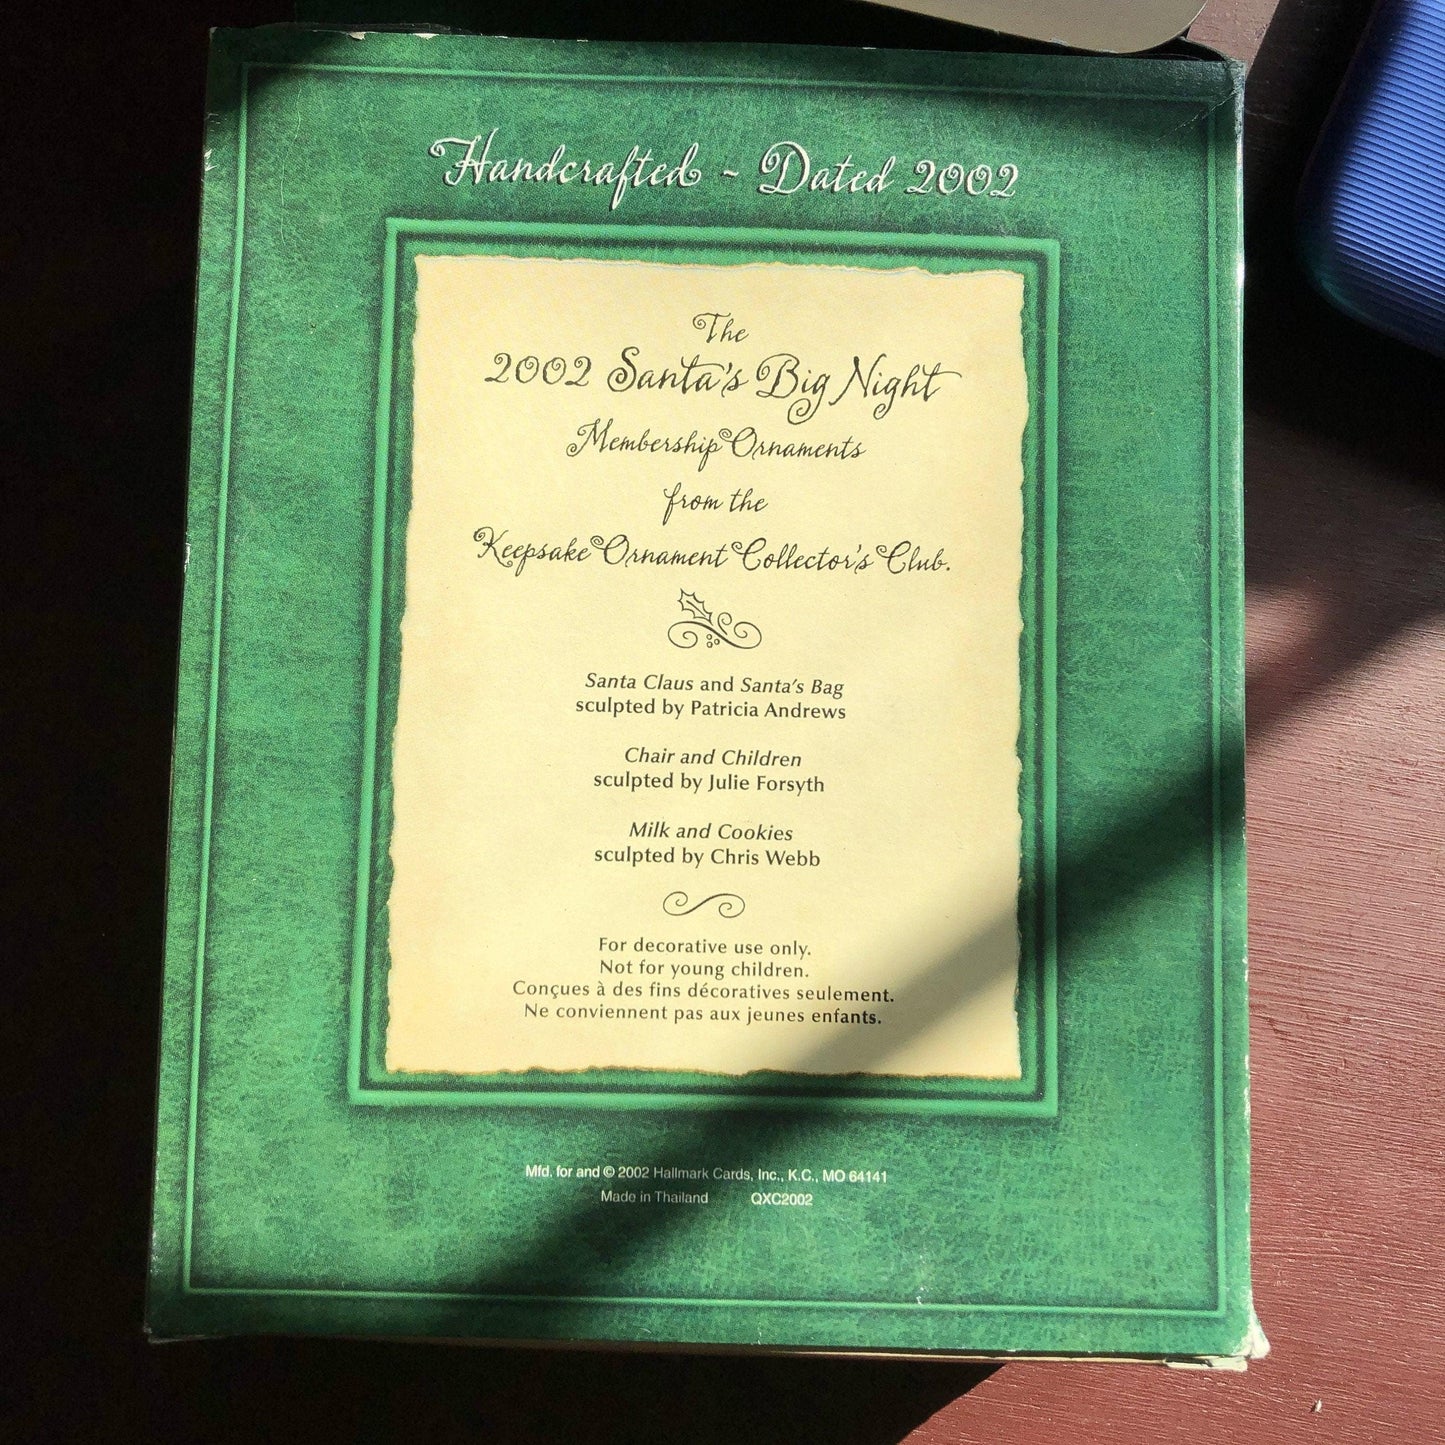 Handcrafted ~ Dated 2002
The
2002 Santa's Big Night
Membership Ornaments
from the
Keepsake Ornament Collector's Club.
Santa Claus and Santa's Bag
sculpted by Patricia Andrews
Chair and Children
sculpted by Julie Forsyth
Milk and Cookies
sculpted by Chris Webb
For decorative use only.
Not for young children.
Conçues à des fins décoratives seulement.
Ne conviennent pas aux jeunes enfants.
Mfd. for and © 2002 Hallmark Cards, Inc., K.C., MO 64141
Made in Thailand QXC2002